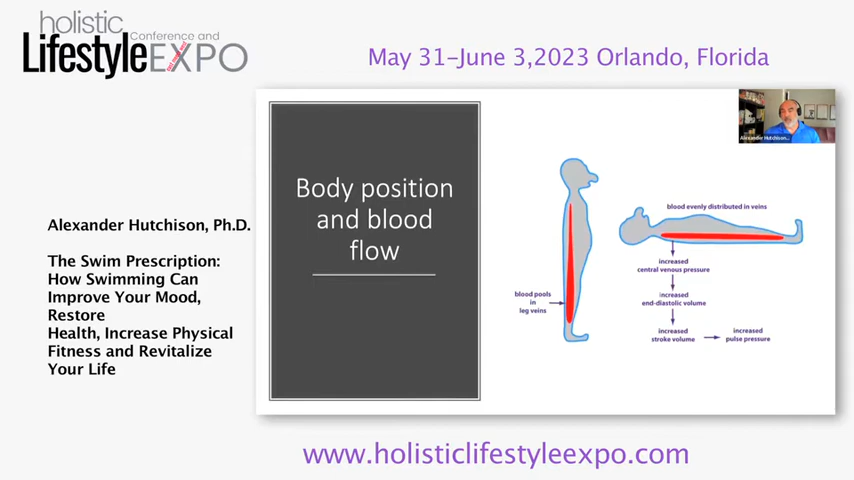 holistic
Conference and
LifestyleEXPO
May 31-June 3,2023 Orlando, Florida
Alexander Hutchison, Ph.D.
The Swim Prescription:
How Swimming Can
Improve Your Mood,
Restore
Health, Increase Physical
Fitness and Revitalize
Your Life
Body position
and blood
flow
Alexander Hutchison...
blood pools
in
leg veins
blood evenly distributed in veins
increased
central venous pressure
increased
end-diastolic volume
increased
stroke volume
increased
pulse pressure
www.holisticlifestyleexpo.com